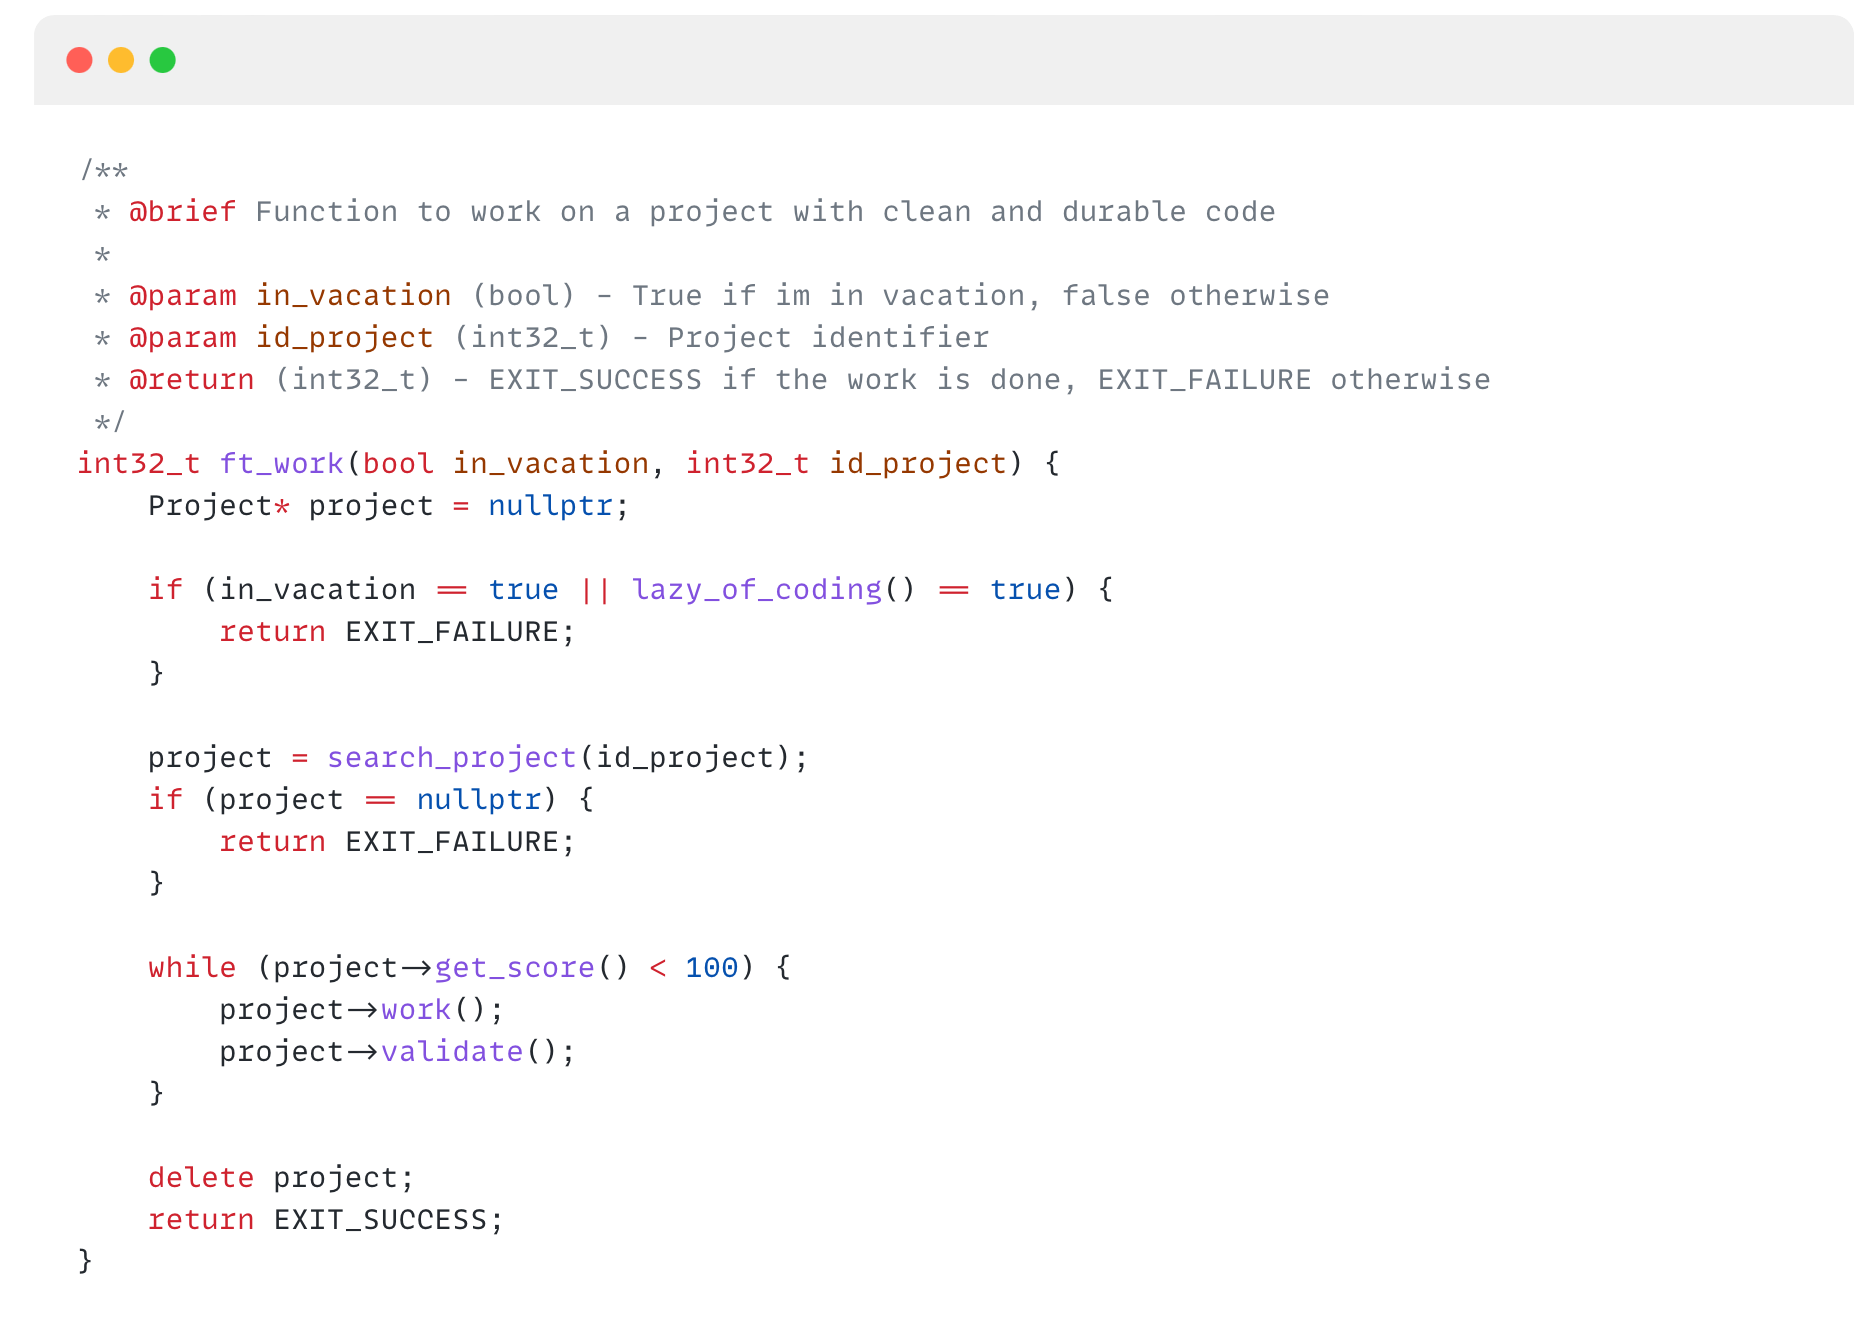 /**
 * @brief Function to work on a project with clean and durable code
 *
 * @param in_vacation (bool) - True if im in vacation, false otherwise
 * @param id_project (int32_t) - Project identifier
 * @return (int32_t) - EXIT_SUCCESS if the work is done, EXIT_FAILURE otherwise
 */
int32_t ft_work(bool in_vacation, int32_t id_project) {
    Project* project = nullptr;

    if (in_vacation == true || lazy_of_coding() == true) {
        return EXIT_FAILURE;
    }

    project = search_project(id_project);
    if (project == nullptr) {
        return EXIT_FAILURE;
    }

    while (project->get_score() < 100) {
        project->work();
        project->validate();
    }

    delete project;
    return EXIT_SUCCESS;
}